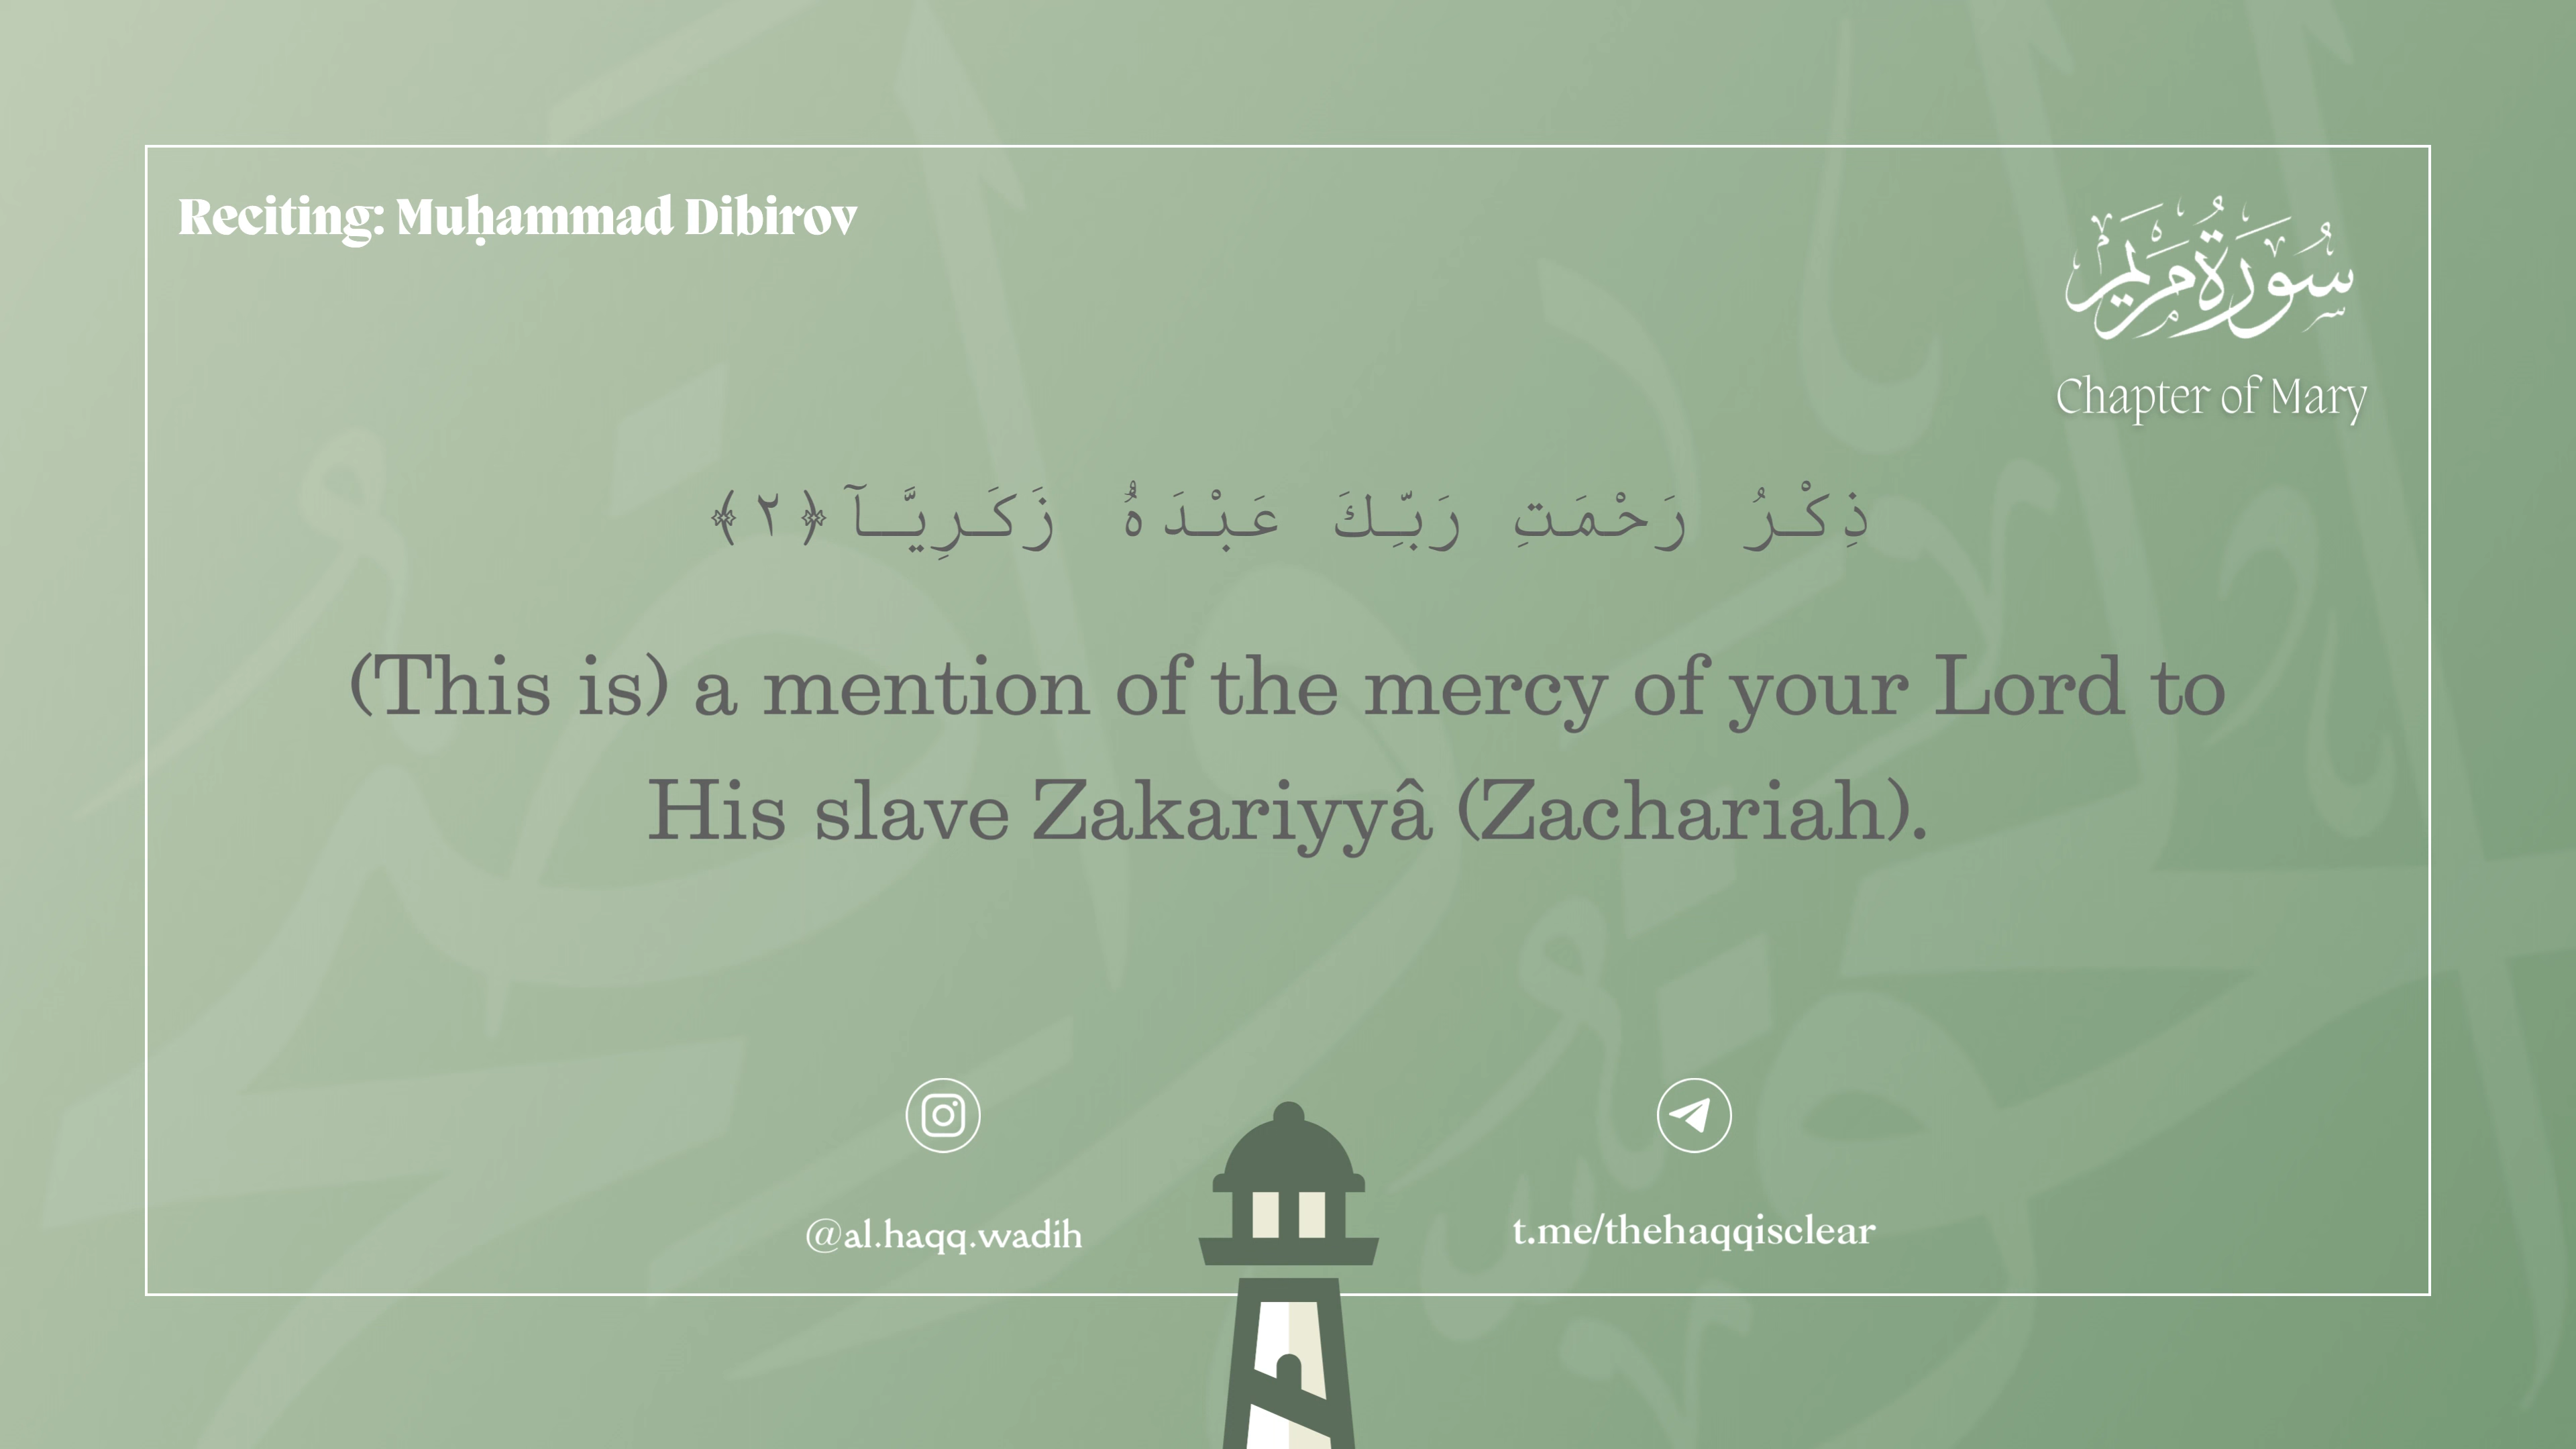 Reciting: Muḥammad Dibirov
سُورَةُ مَرْيَم
Chapter of Mary
ذِكْرُ رَحْمَتِ رَبِّكَ عَبْدَهُۥ زَكَرِيَّآ ﴿٢﴾
(This is) a mention of the mercy of your Lord to
His slave Zakariyyâ (Zachariah).
@al.haqq.wadih
t.me/thehaqqisclear